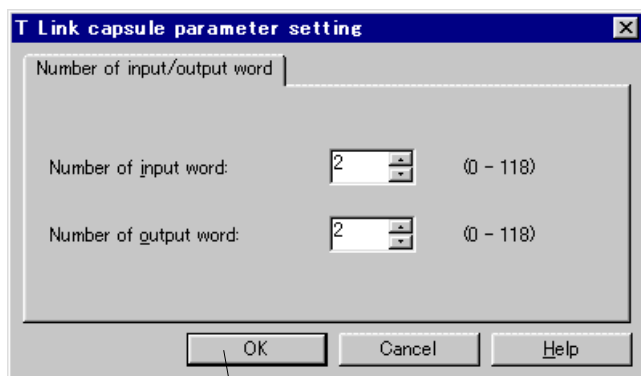 T Link capsule parameter setting
Number of input/output word
Number of input word: 2 (0 - 118)
Number of output word: 2 (0 - 118)
OK Cancel Help